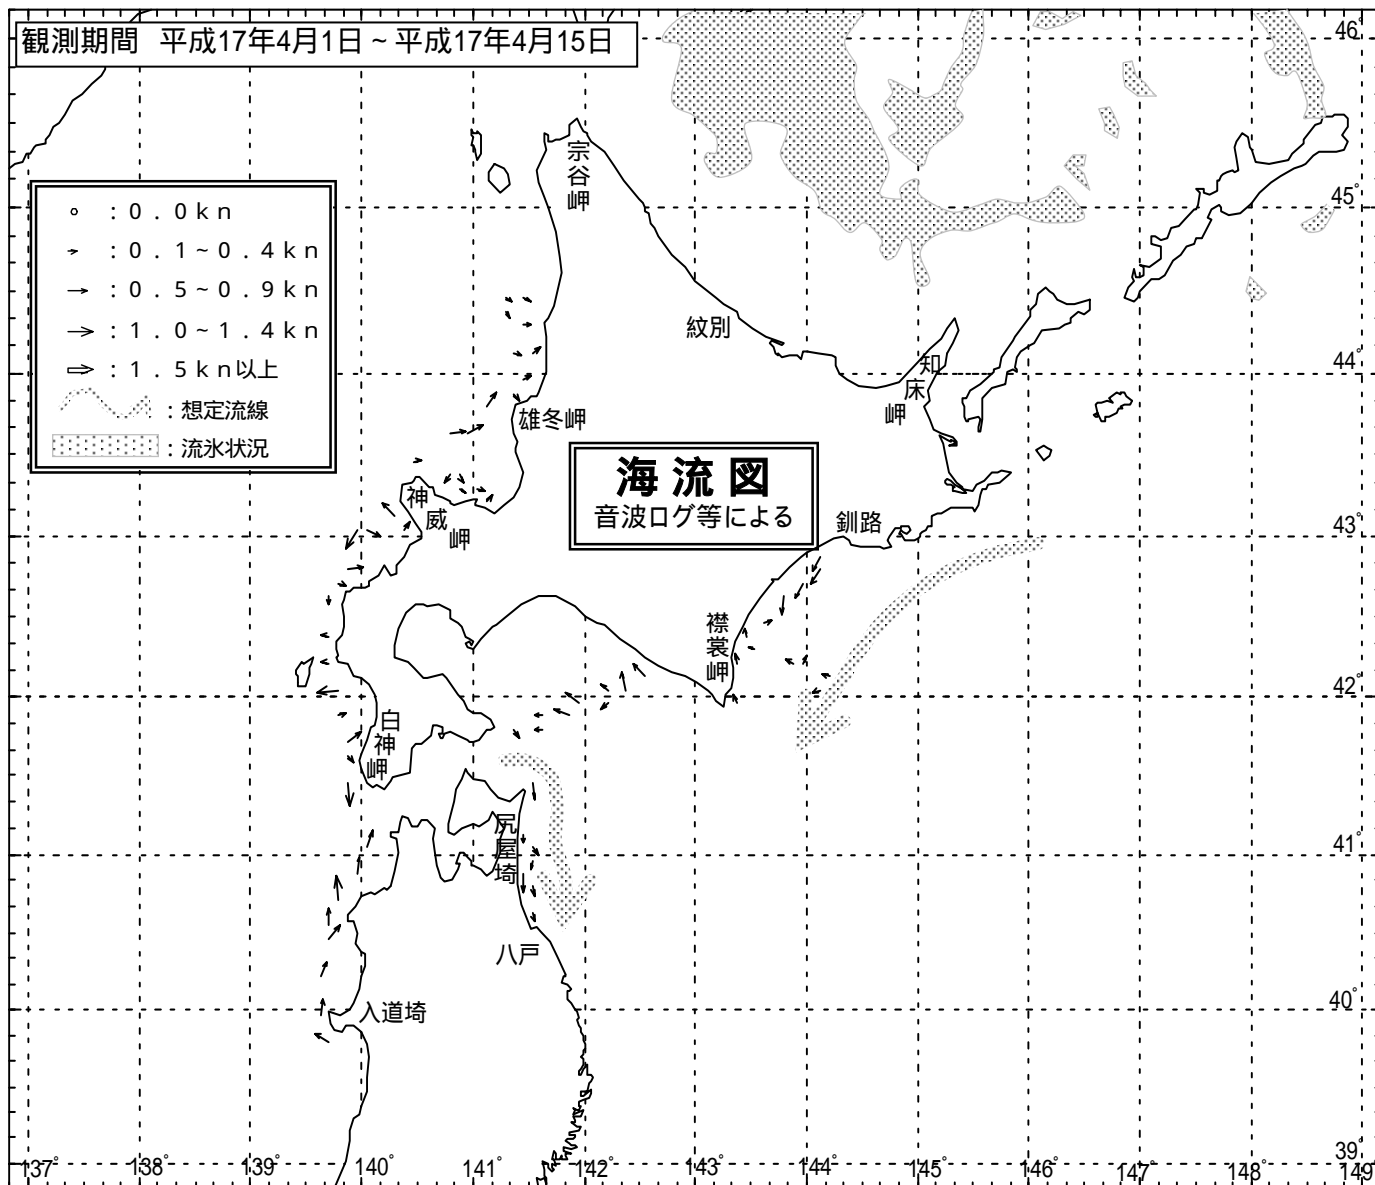 観測期間 平成17年4月1日～平成17年4月15日
：0．0kn
：0．1～0．4kn
：0．5～0．9kn
：1．0～1．4kn
：1．5kn以上
：想定流線
：流氷状況
海流図
音波ログ等による
宗谷岬
紋別
知床岬
雄冬岬
神威岬
釧路
襟裳岬
白神岬
尻屋埼
八戸
入道埼
46°
45°
44°
43°
42°
41°
40°
39°
137°
138°
139°
140°
141°
142°
143°
144°
145°
146°
147°
148°
149°